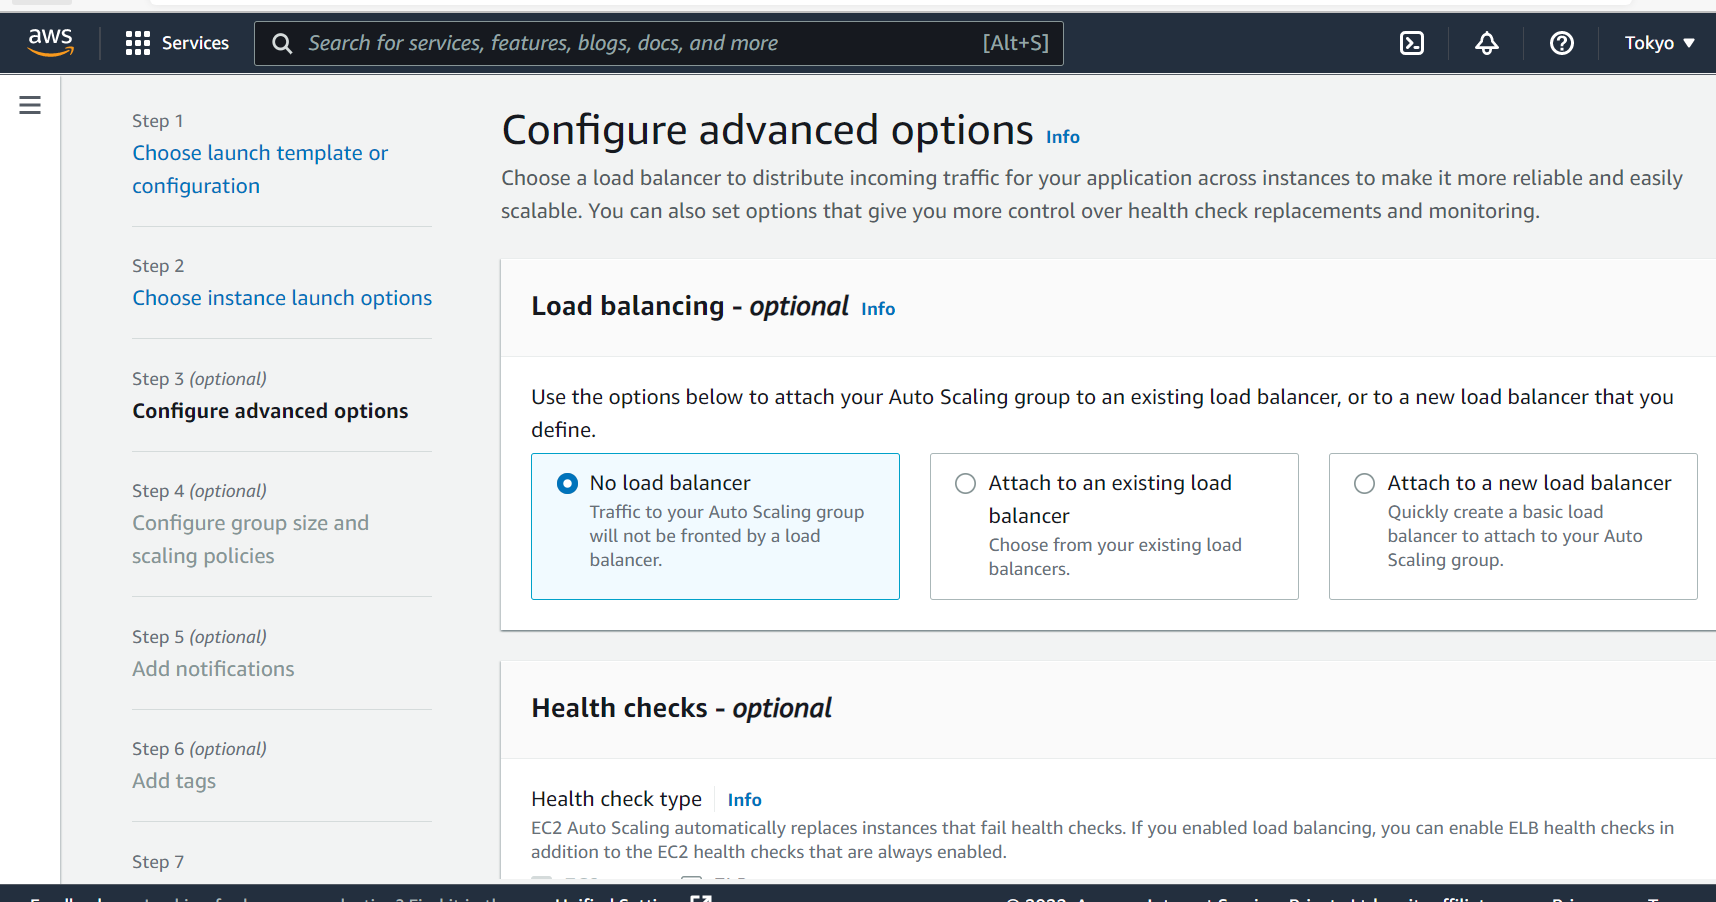 aws
Services
Search for services, features, blogs, docs, and more
[Alt+S]
Tokyo
Step 1
Choose launch template or
configuration
Step 2
Choose instance launch options
Step 3 (optional)
Configure advanced options
Step 4 (optional)
Configure group size and
scaling policies
Step 5 (optional)
Add notifications
Step 6 (optional)
Add tags
Step 7
Configure advanced options Info
Choose a load balancer to distribute incoming traffic for your application across instances to make it more reliable and easily
scalable. You can also set options that give you more control over health check replacements and monitoring.
Load balancing - optional Info
Use the options below to attach your Auto Scaling group to an existing load balancer, or to a new load balancer that you
define.
No load balancer
Traffic to your Auto Scaling group
will not be fronted by a load
balancer.
Attach to an existing load
balancer
Choose from your existing load
balancers.
Attach to a new load balancer
Quickly create a basic load
balancer to attach to your Auto
Scaling group.
Health checks - optional
Health check type Info
EC2 Auto Scaling automatically replaces instances that fail health checks. If you enabled load balancing, you can enable ELB health checks in
addition to the EC2 health checks that are always enabled.